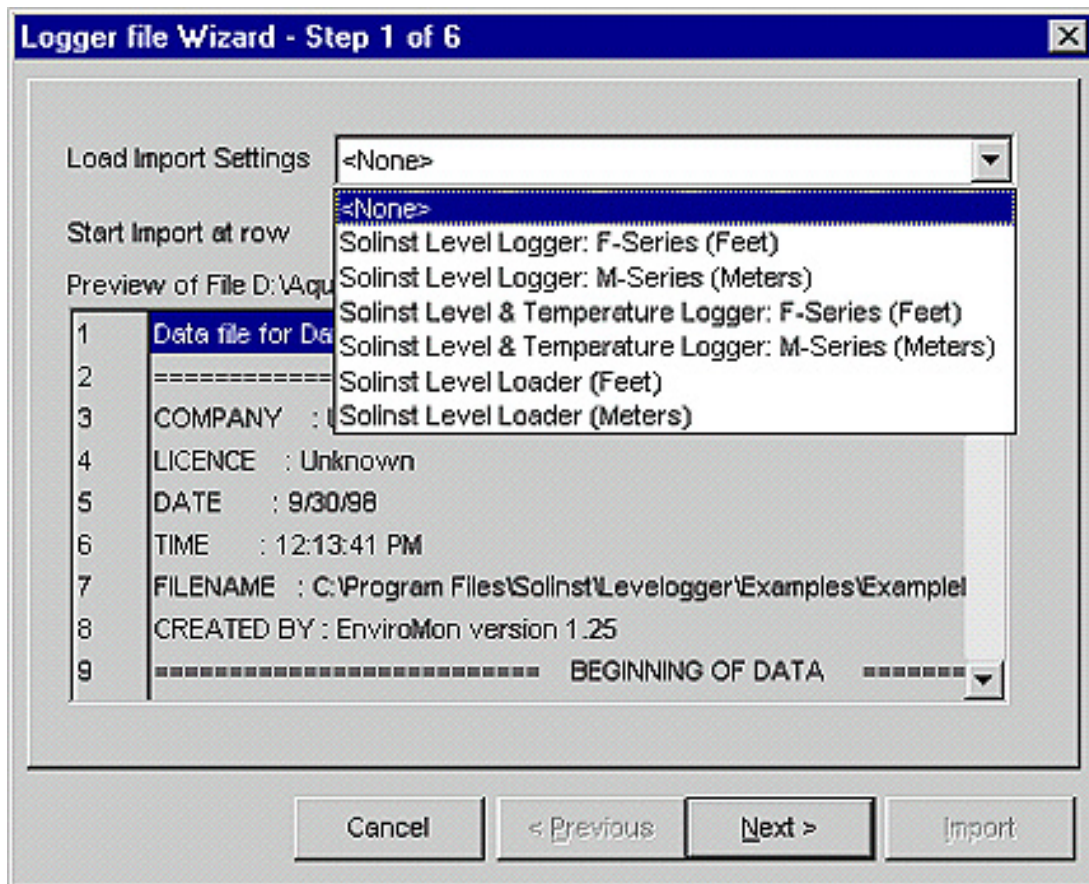 Logger file Wizard - Step 1 of 6
Load Import Settings <None>
<None>
Solinst Level Logger: F-Series (Feet)
Solinst Level Logger: M-Series (Meters)
Solinst Level & Temperature Logger: F-Series (Feet)
Solinst Level & Temperature Logger: M-Series (Meters)
Solinst Level Loader (Feet)
Solinst Level Loader (Meters)
Start Import at row
Preview of File D:\Aqu
1 Data file for Da
2 ============
3 COMPANY :
4 LICENCE : Unknown
5 DATE : 9/30/98
6 TIME : 12:13:41 PM
7 FILENAME : C:\Program Files\Solinst\Levelogger\Examples\Example
8 CREATED BY : EnviroMon version 1.25
9 ========================== BEGINNING OF DATA =======
Cancel < Previous Next > Import